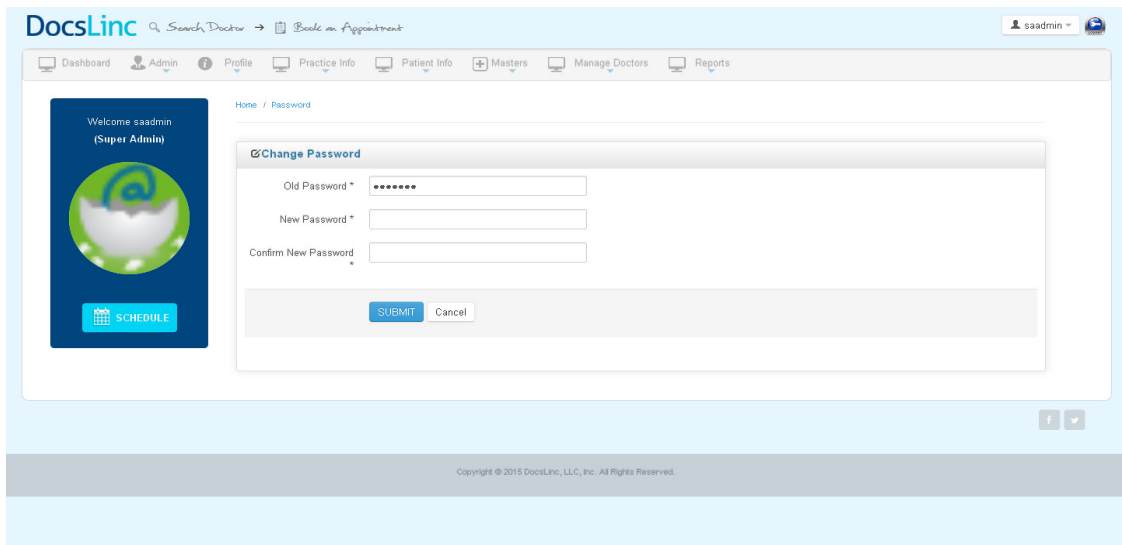 DocsLinc Search Doctor → Book an Appointment saadmin
Dashboard Admin Profile Practice Info Patient Info Masters Manage Doctors Reports
Home / Password
Welcome saadmin
(Super Admin)
@
SCHEDULE
Change Password
Old Password * •••••••
New Password *
Confirm New Password
*
SUBMIT Cancel
f
Copyright © 2015 DocsLinc, LLC, Inc. All Rights Reserved.